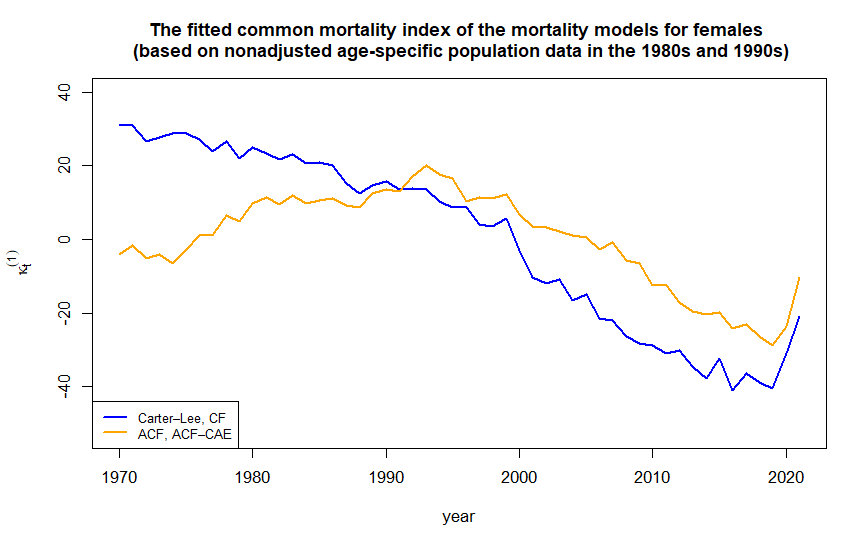 The fitted common mortality index of the mortality models for females
(based on nonadjusted age-specific population data in the 1980s and 1990s)
40
20
0
-20
-40
κt(1)
Carter–Lee, CF
ACF, ACF–CAE
1970 1980 1990 2000 2010 2020
year